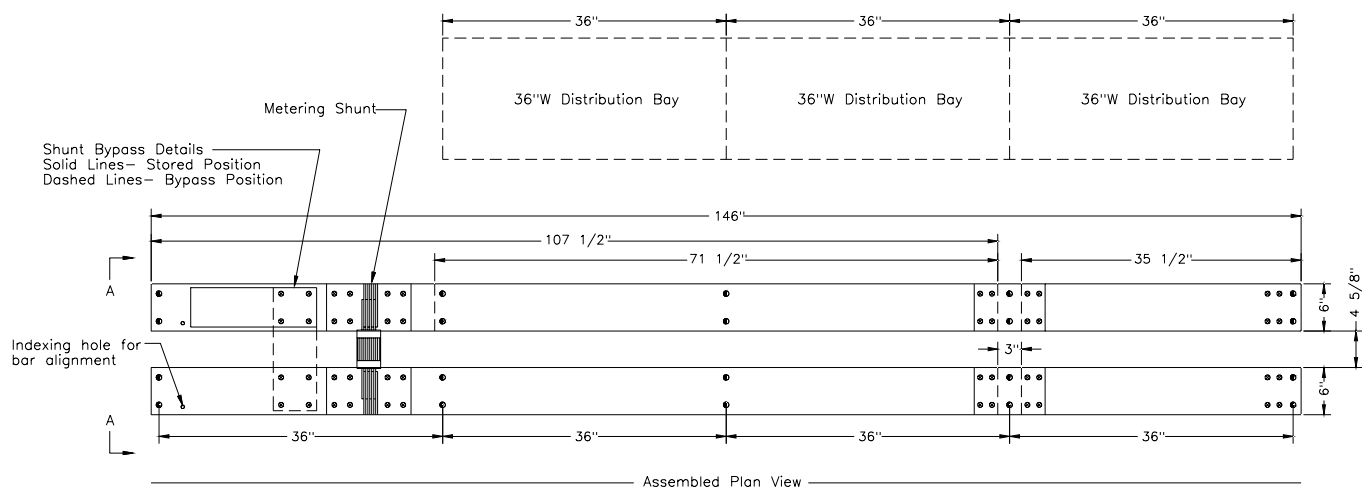 36" 36" 36"
36"W Distribution Bay 36"W Distribution Bay 36"W Distribution Bay
Metering Shunt
Shunt Bypass Details
Solid Lines- Stored Position
Dashed Lines- Bypass Position
146"
107 1/2"
71 1/2" 35 1/2"
A
4 5/8"
6"
Indexing hole for
bar alignment
3"
6"
A
36" 36" 36" 36"
Assembled Plan View